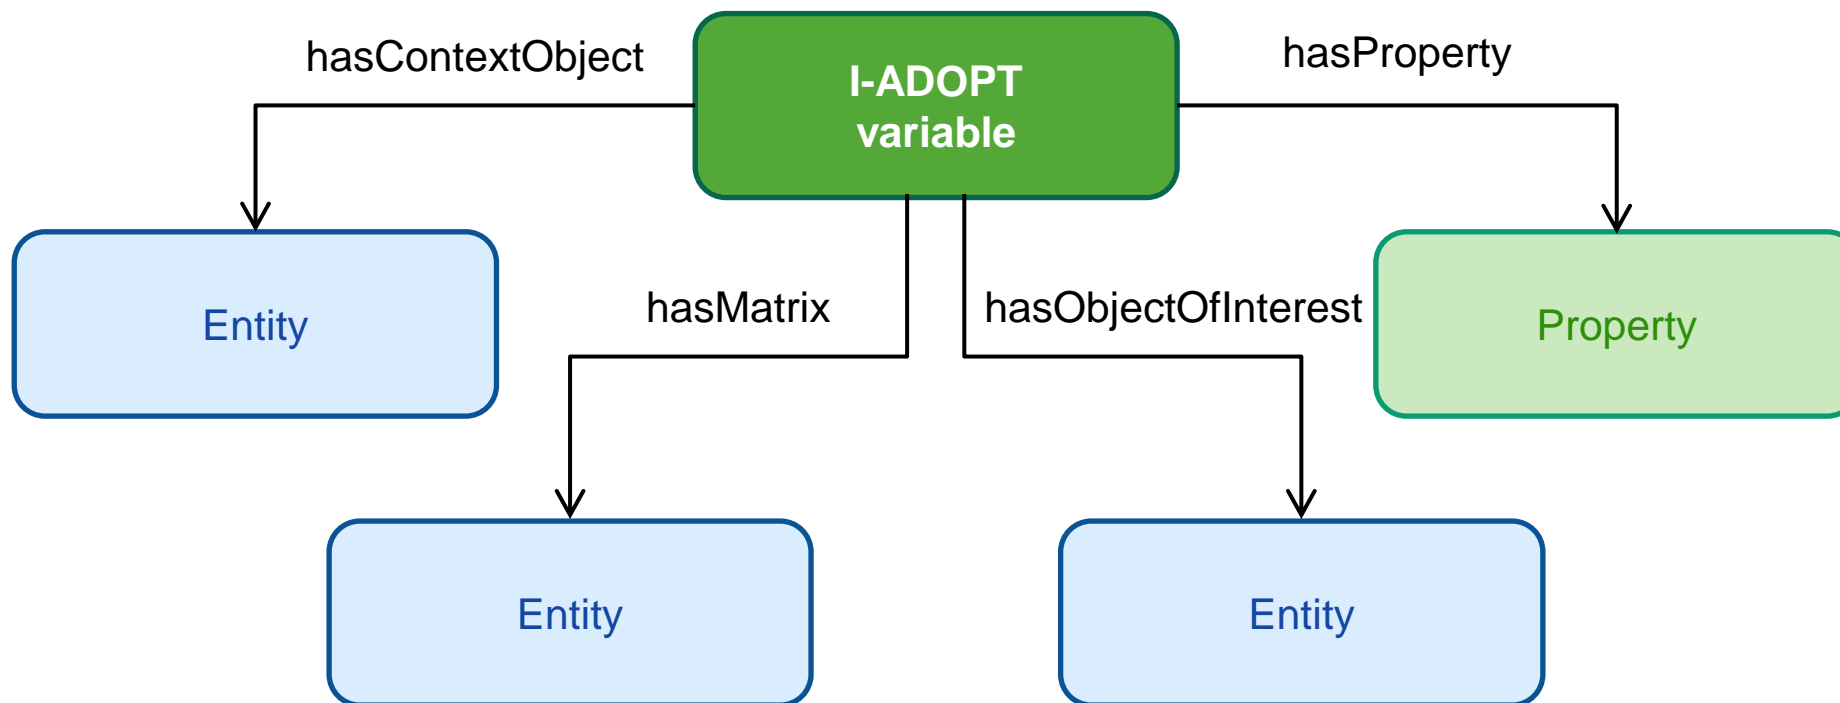 hasContextObject
I-ADOPT
variable
hasProperty
Entity
hasMatrix
hasObjectOfInterest
Property
Entity
Entity